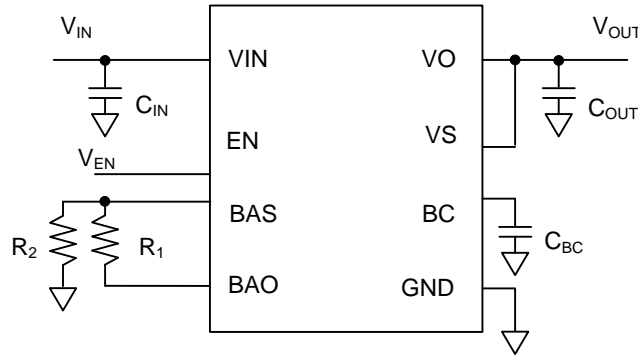 V_IN
V_OUT
VIN
VO
C_IN
C_OUT
EN
VS
V_EN
BAS
BC
R_2
R_1
C_BC
BAO
GND